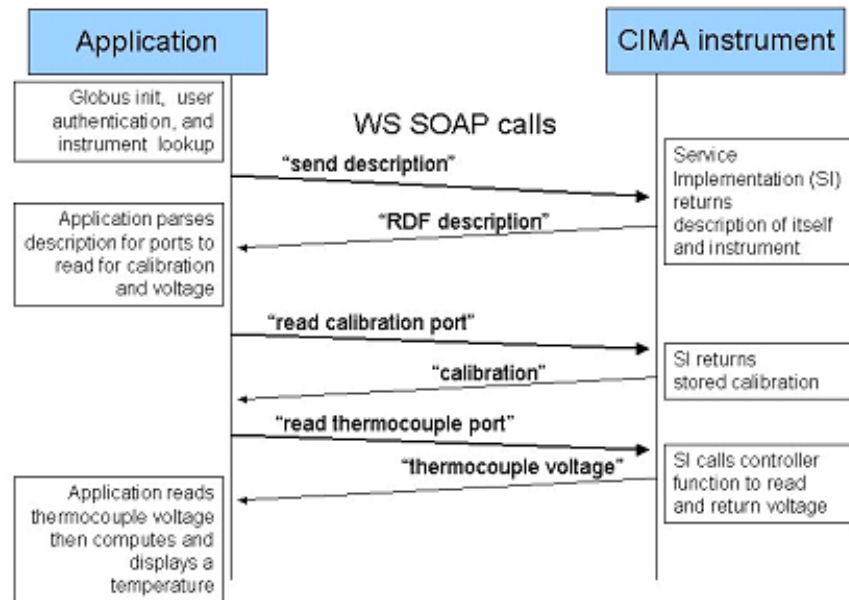 Application
CIMA instrument
Globus init, user
authentication, and
instrument lookup
WS SOAP calls
“send description”
Service
Implementation (SI)
returns
description of itself
and instrument
“RDF description”
Application parses
description for ports to
read for calibration
and voltage
“read calibration port”
SI returns
stored calibration
“calibration”
“read thermocouple port”
“thermocouple voltage”
SI calls controller
function to read
and return voltage
Application reads
thermocouple voltage
then computes and
displays a
temperature